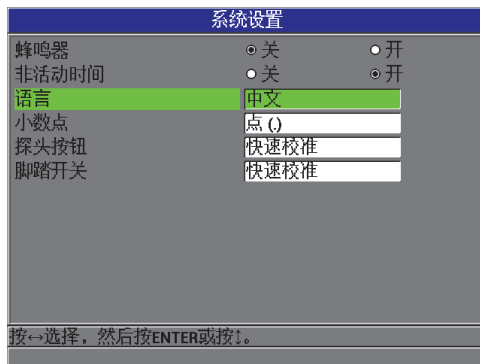 系统设置
蜂鸣器 关 开
非活动时间 关 开
语言 中文
小数点 点 (.)
探头按钮 快速校准
脚踏开关 快速校准
按↔选择，然后按ENTER或按↕。